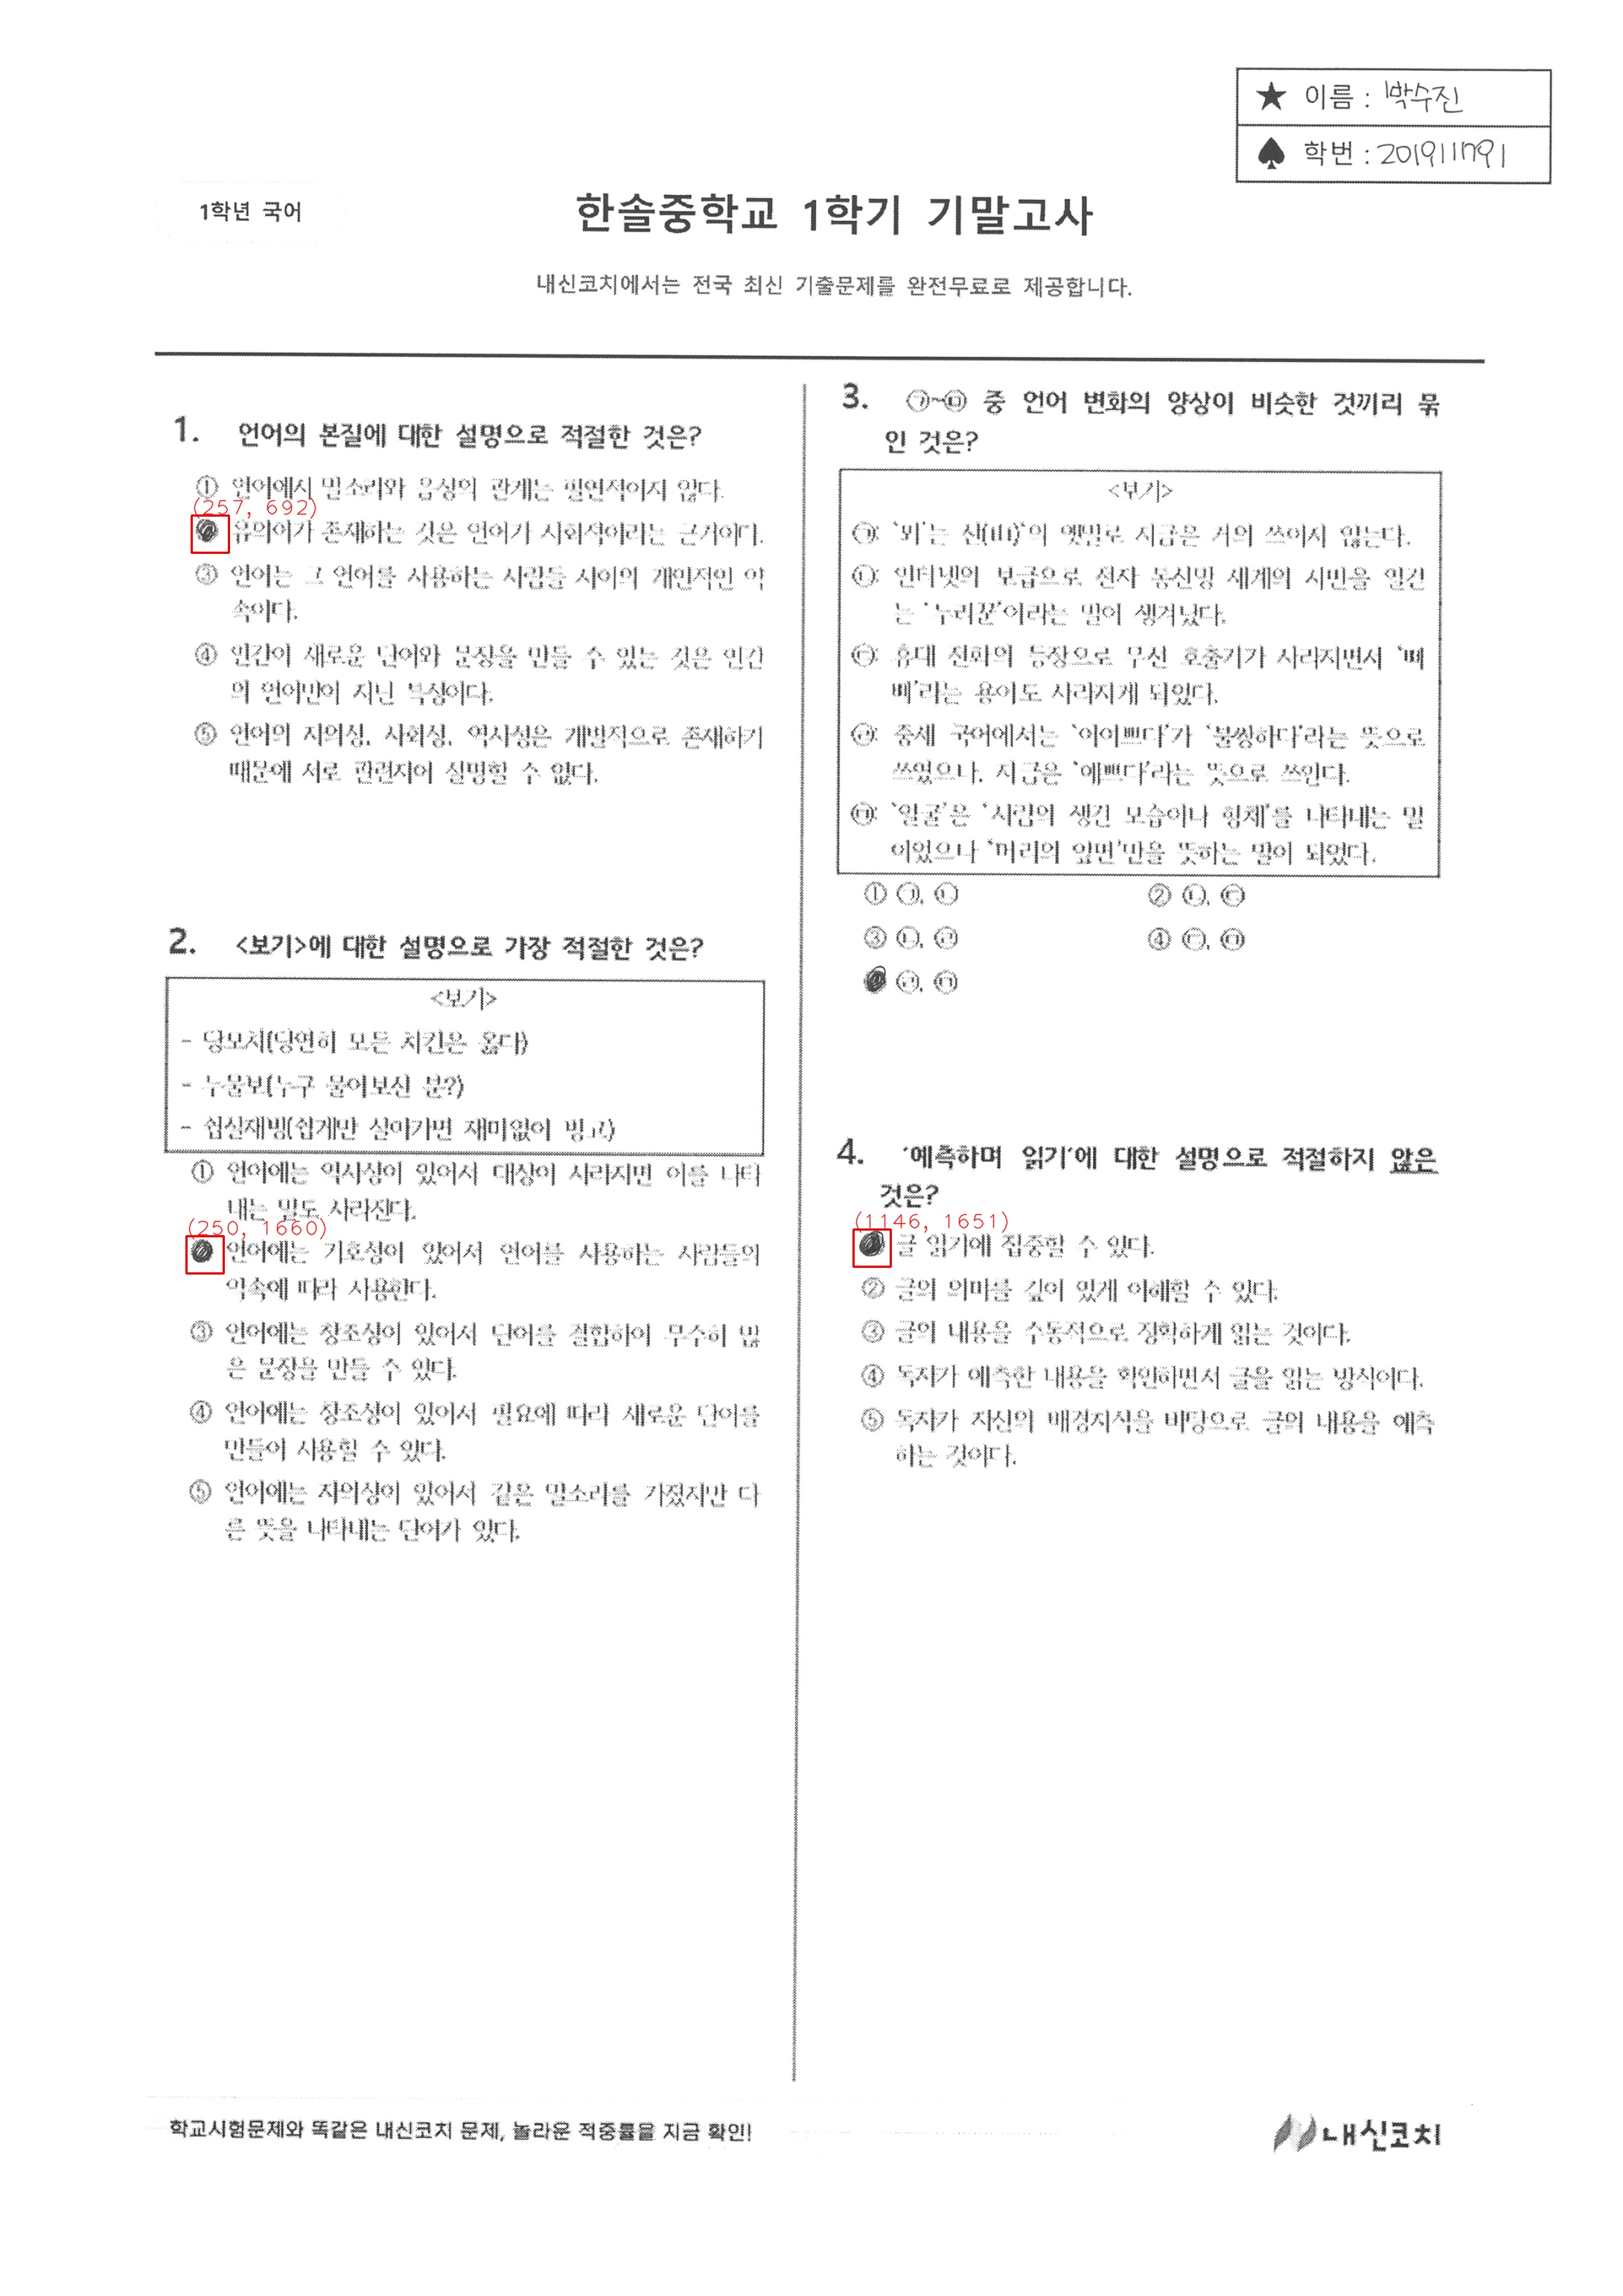 ★ 이름 : 박수진
♠ 학번 : 201911791
1학년 국어
한솔중학교 1학기 기말고사
내신코치에서는 전국 최신 기출문제를 완전무료로 제공합니다.
1. 언어의 본질에 대한 설명으로 적절한 것은?
① 언어에서 말소리와 음성의 관계는 필연적이지 않다.
(257, 692)
유의어가 존재하는 것은 언어가 사회적이라는 근거이다.
③ 언어는 그 언어를 사용하는 사람들 사이의 개인적인 약
속이다.
④ 인간이 새로운 단어와 문장을 만들 수 있는 것은 인간
의 언어만이 지닌 특징이다.
⑤ 언어의 자의성, 사회성, 역사성은 개별적으로 존재하기
때문에 서로 관련지어 설명할 수 없다.
2. <보기>에 대한 설명으로 가장 적절한 것은?
<보기>
- 당모치(당연히 모든 치킨은 옳다)
- 누물보(누구 물어보신 분?)
- 쉽살재빙(쉽게만 살아가면 재미없어 빙고)
① 언어에는 역사성이 있어서 대상이 사라지면 이를 나타
내는 말도 사라진다.
(250, 1660)
언어에는 기호성이 있어서 언어를 사용하는 사람들의
약속에 따라 사용한다.
③ 언어에는 창조성이 있어서 단어를 결합하여 무수히 많
은 문장을 만들 수 있다.
④ 언어에는 창조성이 있어서 필요에 따라 새로운 단어를
만들어 사용할 수 있다.
⑤ 언어에는 자의성이 있어서 같은 말소리를 가졌지만 다
른 뜻을 나타내는 단어가 있다.
3. ㉠~㉤ 중 언어 변화의 양상이 비슷한 것끼리 묶
인 것은?
<보기>
㉠: '뫼'는 산(山)'의 옛말로 지금은 거의 쓰이지 않는다.
㉡: 인터넷의 보급으로 전자 통신망 세계의 시민을 일컫
는 '누리꾼'이라는 말이 생겨났다.
㉢: 휴대 전화의 등장으로 무선 호출기가 사라지면서 '삐
삐'라는 용어도 사라지게 되었다.
㉣: 중세 국어에서는 '어여쁘다'가 '불쌍하다'라는 뜻으로
쓰였으나, 지금은 '예쁘다'라는 뜻으로 쓰인다.
㉤: '얼굴'은 '사람의 생긴 모습이나 형체'를 나타내는 말
이었으나 '머리의 앞면'만을 뜻하는 말이 되었다.
① ㉠, ㉡ ② ㉡, ㉢
③ ㉡, ㉣ ④ ㉢, ㉤
㉣, ㉤
4. '예측하며 읽기'에 대한 설명으로 적절하지 않은
것은?
(1146, 1651)
글 읽기에 집중할 수 있다.
② 글의 의미를 깊이 있게 이해할 수 있다.
③ 글의 내용을 수동적으로 정확하게 읽는 것이다.
④ 독자가 예측한 내용을 확인하면서 글을 읽는 방식이다.
⑤ 독자가 자신의 배경지식을 바탕으로 글의 내용을 예측
하는 것이다.
학교시험문제와 똑같은 내신코치 문제, 놀라운 적중률을 지금 확인!
내신코치